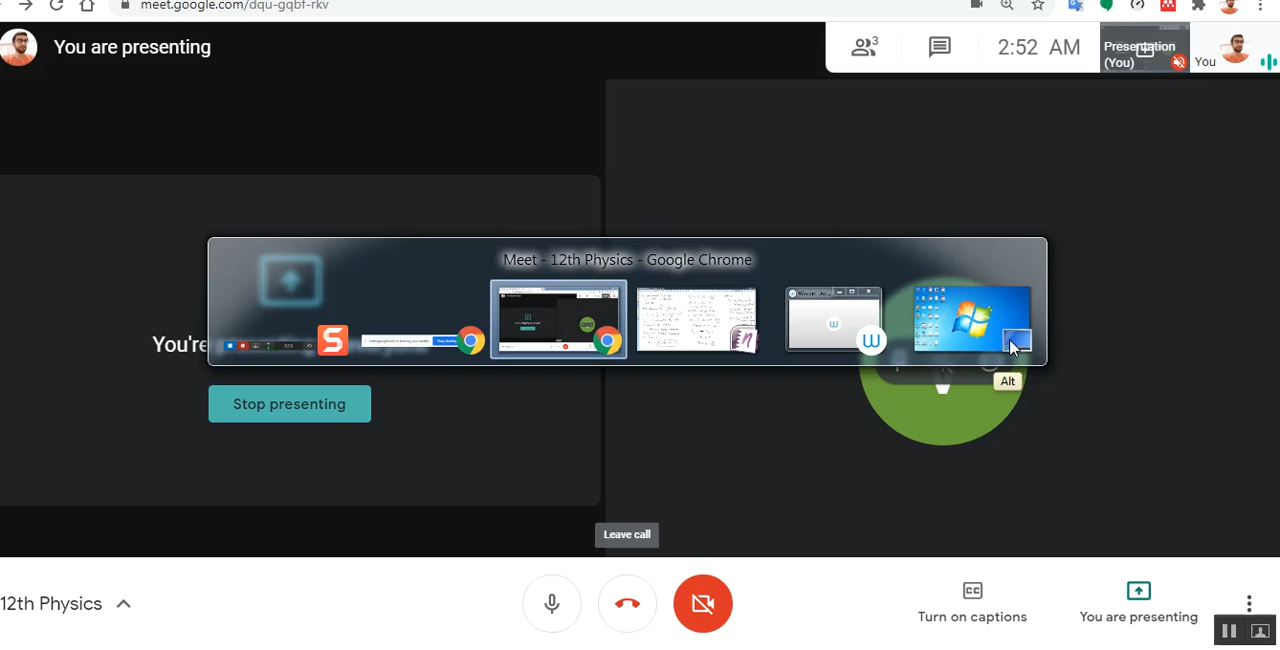 meet.google.com/dqu-gqbf-rkv
You are presenting
3
2:52 AM
Presentation
(You)
You
Meet - 12th Physics - Google Chrome
You're
Stop presenting
Alt
Leave call
12th Physics
Turn on captions
You are presenting